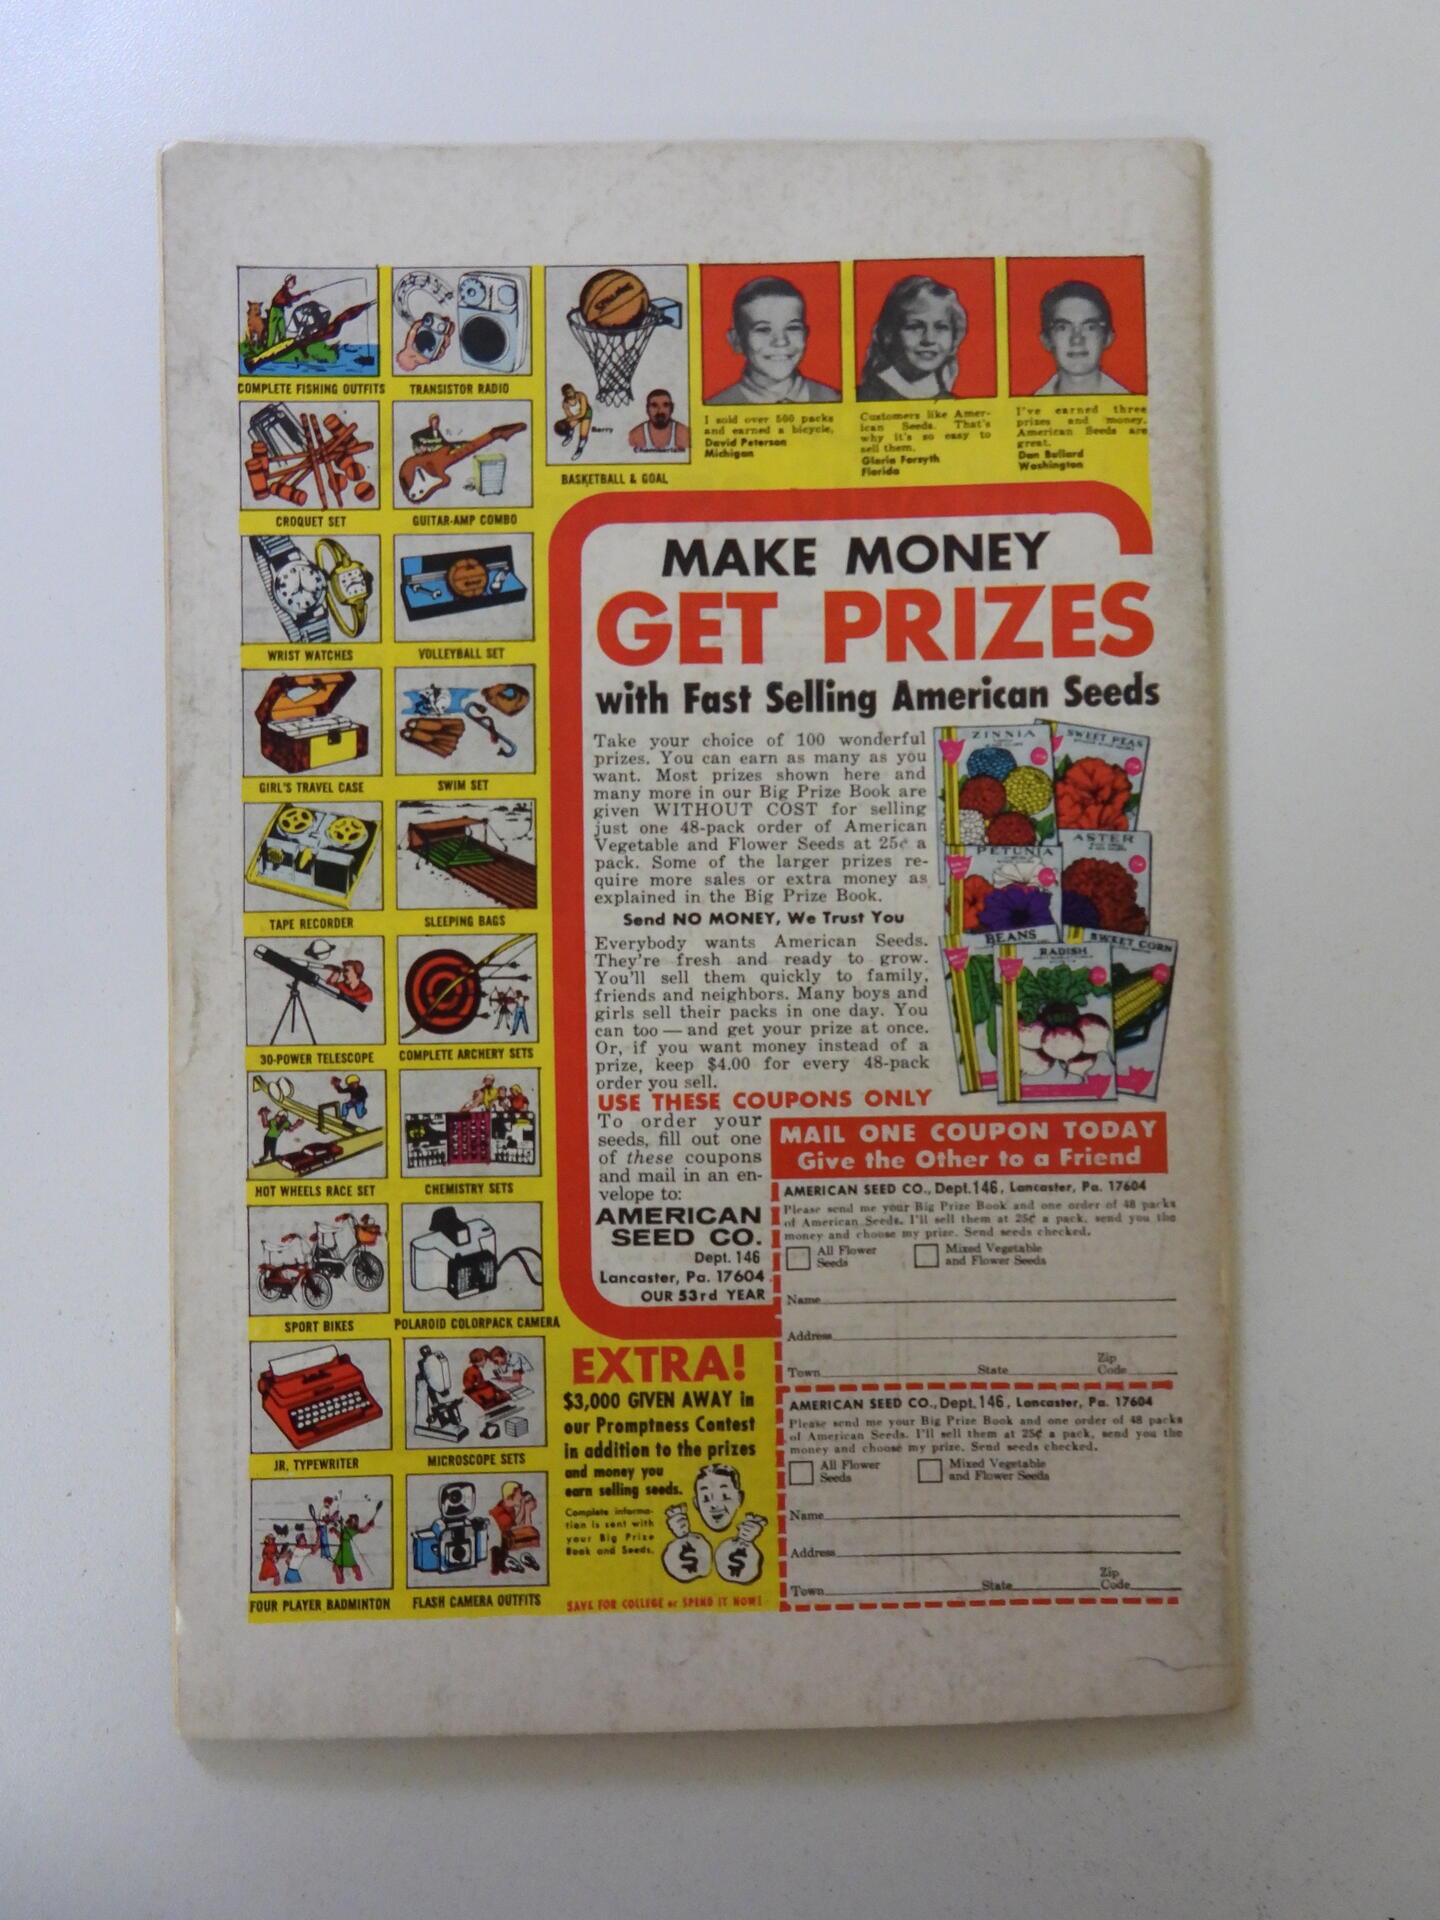 COMPLETE FISHING OUTFITS
TRANSISTOR RADIO
CROQUET SET
GUITAR-AMP COMBO
WRIST WATCHES
VOLLEYBALL SET
GIRL'S TRAVEL CASE
SWIM SET
TAPE RECORDER
SLEEPING BAGS
30-POWER TELESCOPE
COMPLETE ARCHERY SETS
HOT WHEELS RACE SET
CHEMISTRY SETS
SPORT BIKES
POLAROID COLORPACK CAMERA
JR. TYPEWRITER
MICROSCOPE SETS
FOUR PLAYER BADMINTON
FLASH CAMERA OUTFITS
Spalding
Barry
Chamberlain
BASKETBALL & GOAL
I sold over 500 packs
and earned a bicycle.
David Peterson
Michigan
Customers like Amer-
ican Seeds. That's
why it's so easy to
sell them.
Gloria Forsyth
Florida
I've earned three
prizes and money.
American Seeds are
great.
Dan Bullard
Washington
MAKE MONEY
GET PRIZES
with Fast Selling American Seeds
Take your choice of 100 wonderful
prizes. You can earn as many as you
want. Most prizes shown here and
many more in our Big Prize Book are
given WITHOUT COST for selling
just one 48-pack order of American
Vegetable and Flower Seeds at 25¢ a
pack. Some of the larger prizes re-
quire more sales or extra money as
explained in the Big Prize Book.
Send NO MONEY, We Trust You
Everybody wants American Seeds.
They're fresh and ready to grow.
You'll sell them quickly to family,
friends and neighbors. Many boys and
girls sell their packs in one day. You
can too — and get your prize at once.
Or, if you want money instead of a
prize, keep $4.00 for every 48-pack
order you sell.
ZINNIA
SWEET PEAS
PETUNIA
ASTER
BEANS
RADISH
SWEET CORN
USE THESE COUPONS ONLY
To order your
seeds, fill out one
of these coupons
and mail in an en-
velope to:
AMERICAN
SEED CO.
Dept. 146
Lancaster, Pa. 17604
OUR 53rd YEAR
MAIL ONE COUPON TODAY
Give the Other to a Friend
AMERICAN SEED CO., Dept. 146, Lancaster, Pa. 17604
Please send me your Big Prize Book and one order of 48 packs
of American Seeds. I'll sell them at 25¢ a pack, send you the
money and choose my prize. Send seeds checked.
All Flower Seeds
Mixed Vegetable and Flower Seeds
Name
Address
Town State Zip Code
AMERICAN SEED CO., Dept. 146, Lancaster, Pa. 17604
Please send me your Big Prize Book and one order of 48 packs
of American Seeds. I'll sell them at 25¢ a pack, send you the
money and choose my prize. Send seeds checked.
All Flower Seeds
Mixed Vegetable and Flower Seeds
Name
Address
Town State Zip Code
EXTRA!
$3,000 GIVEN AWAY in
our Promptness Contest
in addition to the prizes
and money you
earn selling seeds.
Complete informa-
tion is sent with
your Big Prize
Book and Seeds.
$ $
SAVE FOR COLLEGE or SPEND IT NOW!